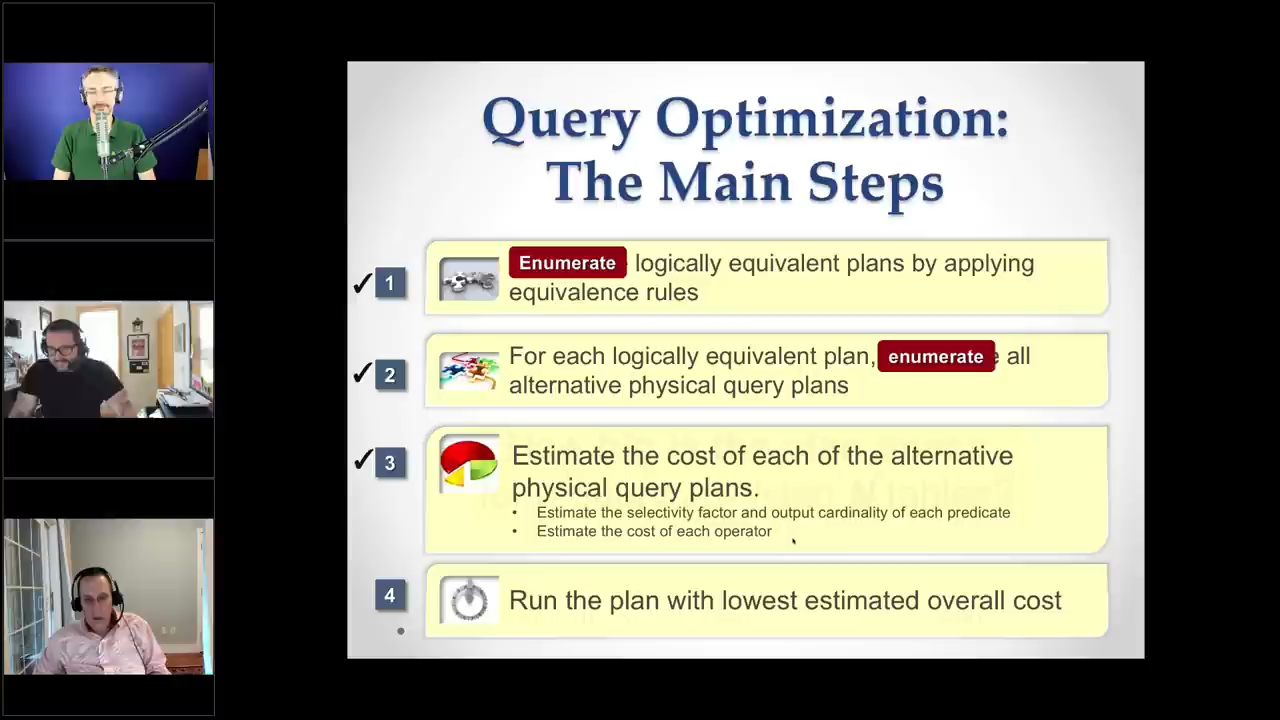 Query Optimization:
The Main Steps
1
Enumerate logically equivalent plans by applying
equivalence rules
2
For each logically equivalent plan, enumerate all
alternative physical query plans
3
Estimate the cost of each of the alternative
physical query plans.
• Estimate the selectivity factor and output cardinality of each predicate
• Estimate the cost of each operator
4
Run the plan with lowest estimated overall cost